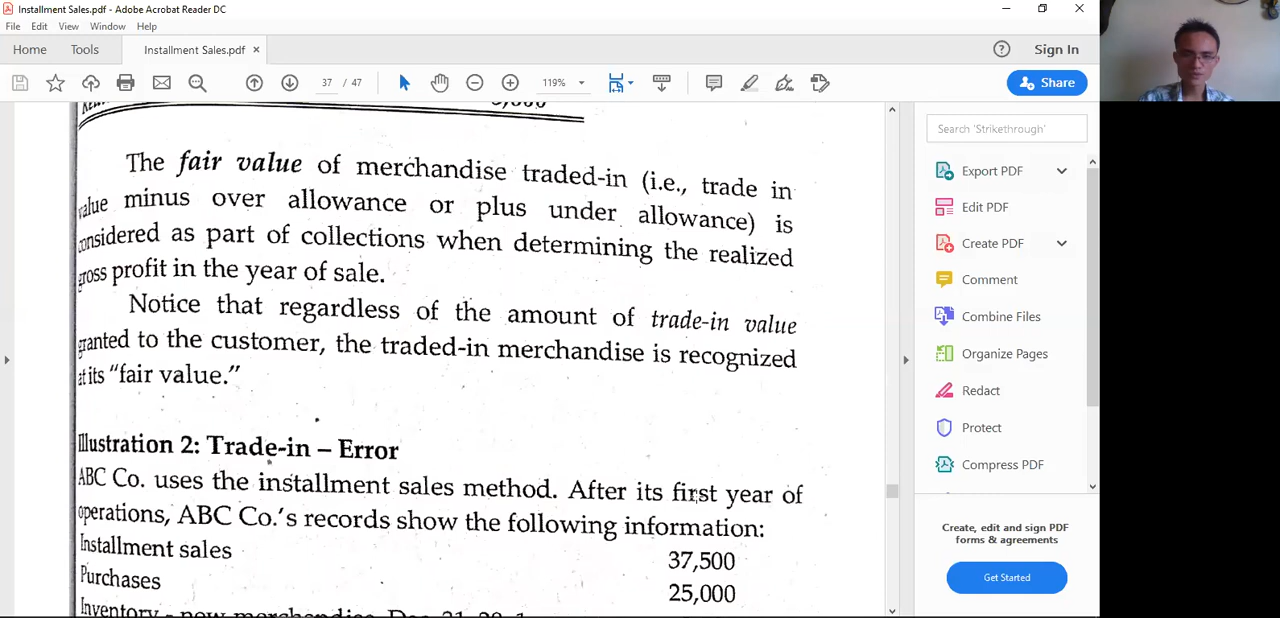 Installment Sales.pdf - Adobe Acrobat Reader DC
File Edit View Window Help
Home Tools Installment Sales.pdf × Sign In
37 / 47 119% Share
The fair value of merchandise traded-in (i.e., trade in
value minus over allowance or plus under allowance) is
considered as part of collections when determining the realized
gross profit in the year of sale.
Notice that regardless of the amount of trade-in value
granted to the customer, the traded-in merchandise is recognized
at its “fair value.”
Illustration 2: Trade-in – Error
ABC Co. uses the installment sales method. After its first year of
operations, ABC Co.'s records show the following information:
Installment sales 37,500
Purchases 25,000
Inventory - new merchandise, Dec. 31, 20x1
Search 'Strikethrough'
Export PDF
Edit PDF
Create PDF
Comment
Combine Files
Organize Pages
Redact
Protect
Compress PDF
Create, edit and sign PDF
forms & agreements
Get Started